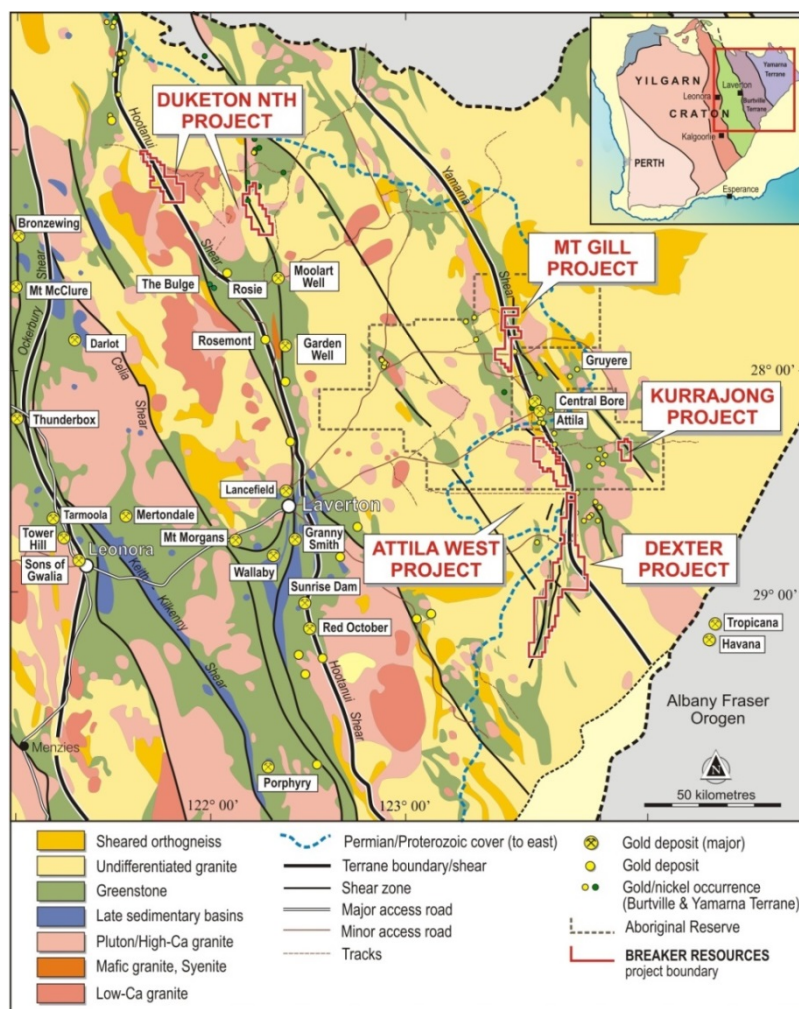 DUKETON NTH
PROJECT
Hootanui
Shear
Yamarna
Shear
YILGARN
CRATON
Leonora
Laverton
Burtville
Terrane
Yamarna
Terrane
Kalgoorlie
PERTH
Esperance
Bronzewing
Mt McClure
Ockerbury
Shear
Darlot
Celia
Shear
Thunderbox
The Bulge
Rosie
Moolart
Well
Rosemont
Garden
Well
MT GILL
PROJECT
Gruyere
28° 00'
Central Bore
Attila
KURRAJONG
PROJECT
Lancefield
Laverton
Tarmoola
Mertondale
Tower
Hill
Leonora
Sons of
Gwalia
Mt Morgans
Wallaby
Granny
Smith
Sunrise Dam
Red October
ATTILA WEST
PROJECT
DEXTER
PROJECT
29° 00'
Tropicana
Havana
Keith
Kilkenny
Shear
Hootanui
Shear
Albany Fraser
Orogen
Menzies
Porphyry
122° 00'
123° 00'
N
50 kilometres
Sheared orthogneiss
Undifferentiated granite
Greenstone
Late sedimentary basins
Pluton/High-Ca granite
Mafic granite, Syenite
Low-Ca granite
Permian/Proterozoic cover (to east)
Terrane boundary/shear
Shear zone
Major access road
Minor access road
Tracks
Gold deposit (major)
Gold deposit
Gold/nickel occurrence
(Burtville & Yamarna Terrane)
Aboriginal Reserve
BREAKER RESOURCES
project boundary